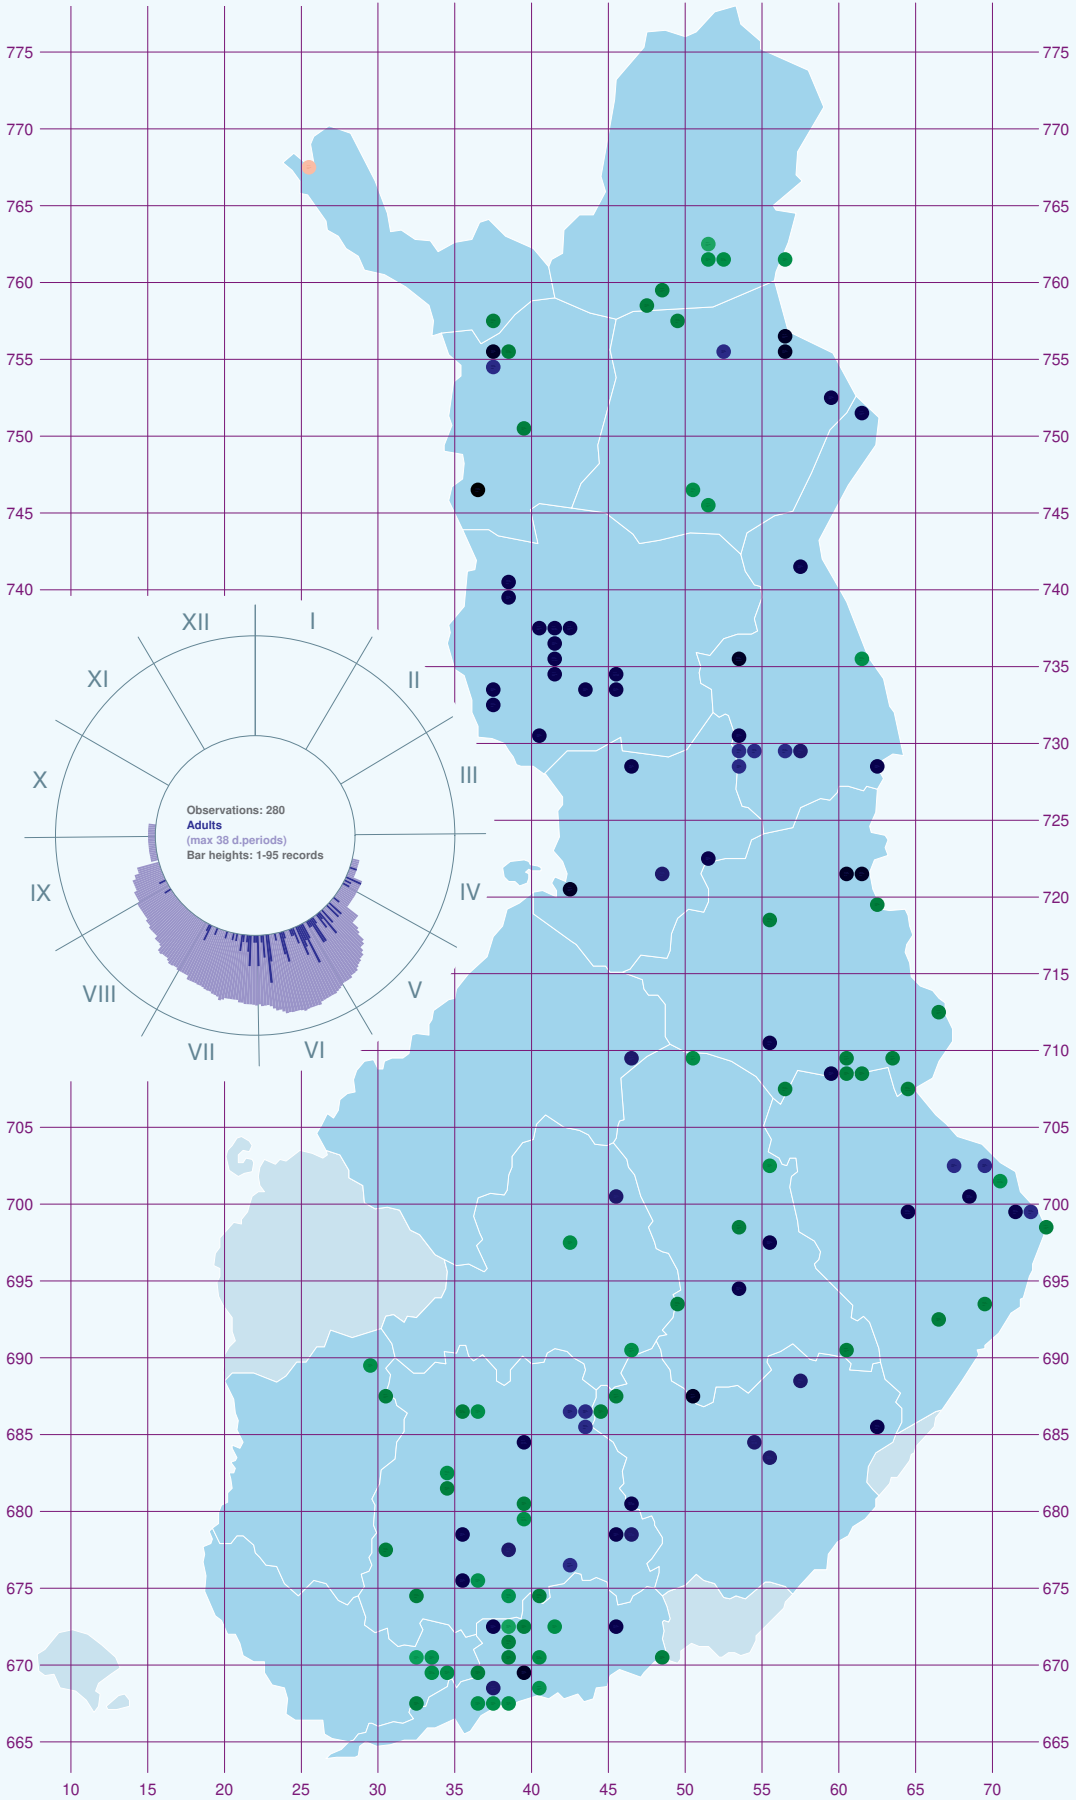 775 775
770 770
765 765
760 760
755 755
750 750
745 745
740 740
XII I
XI II
735 735
730 730
X III
Observations: 280
Adults
(max 38 d.periods)
Bar heights: 1-95 records
725 725
IX IV
720 720
VIII V
715 715
VII VI
710 710
705 705
700 700
695 695
690 690
685 685
680 680
675 675
670 670
665 665
10 15 20 25 30 35 40 45 50 55 60 65 70